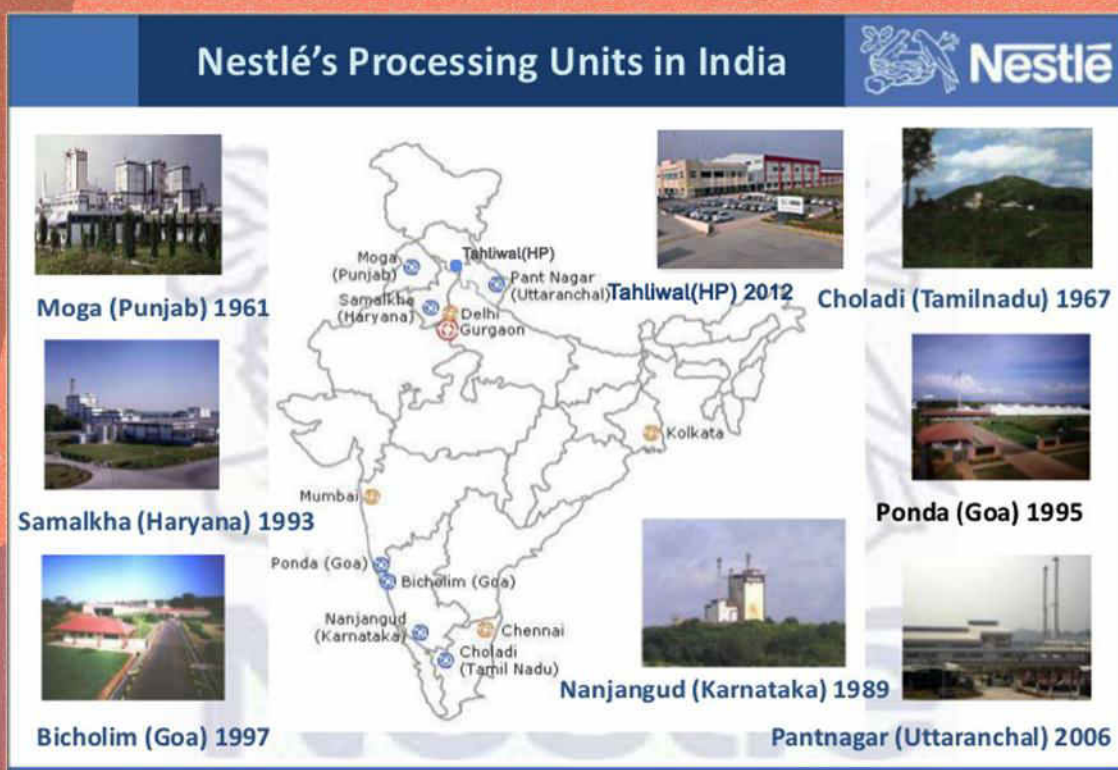 Nestlé's Processing Units in India
Nestlé
Moga (Punjab) 1961
Tahliwal(HP) 2012
Choladi (Tamilnadu) 1967
Samalkha (Haryana) 1993
Ponda (Goa) 1995
Bicholim (Goa) 1997
Nanjangud (Karnataka) 1989
Pantnagar (Uttaranchal) 2006
Moga
(Punjab)
Tahliwal(HP)
Pant Nagar
(Uttaranchal)
Samalkha
(Haryana)
Delhi
Gurgaon
Kolkata
Mumbai
Ponda (Goa)
Bicholim (Goa)
Nanjangud
(Karnataka)
Chennai
Choladi
(Tamil Nadu)